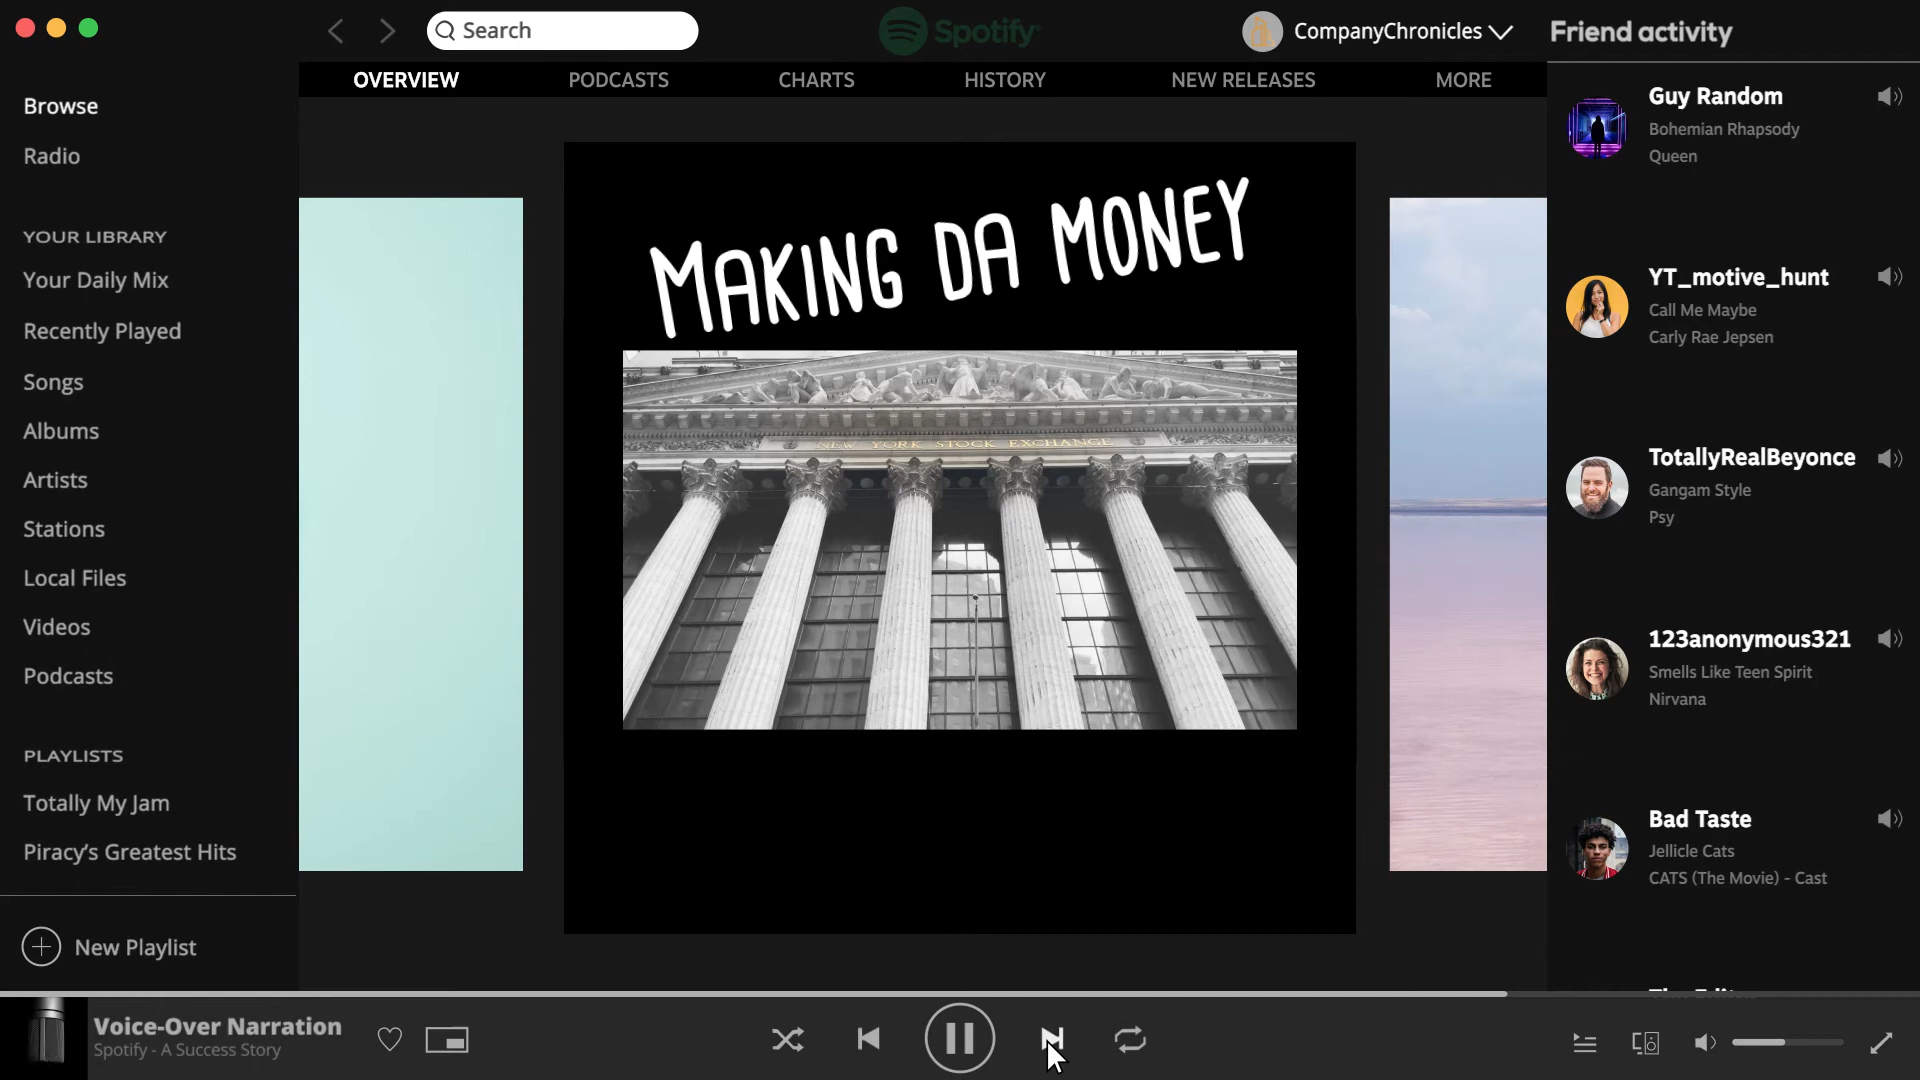 Search
Spotify
CompanyChronicles
Friend activity
OVERVIEW
PODCASTS
CHARTS
HISTORY
NEW RELEASES
MORE
Browse
Radio
YOUR LIBRARY
Your Daily Mix
Recently Played
Songs
Albums
Artists
Stations
Local Files
Videos
Podcasts
PLAYLISTS
Totally My Jam
Piracy's Greatest Hits
New Playlist
MAKING DA MONEY
NEW YORK STOCK EXCHANGE
Guy Random
Bohemian Rhapsody
Queen
YT_motive_hunt
Call Me Maybe
Carly Rae Jepsen
TotallyRealBeyonce
Gangam Style
Psy
123anonymous321
Smells Like Teen Spirit
Nirvana
Bad Taste
Jellicle Cats
CATS (The Movie) - Cast
Voice-Over Narration
Spotify - A Success Story